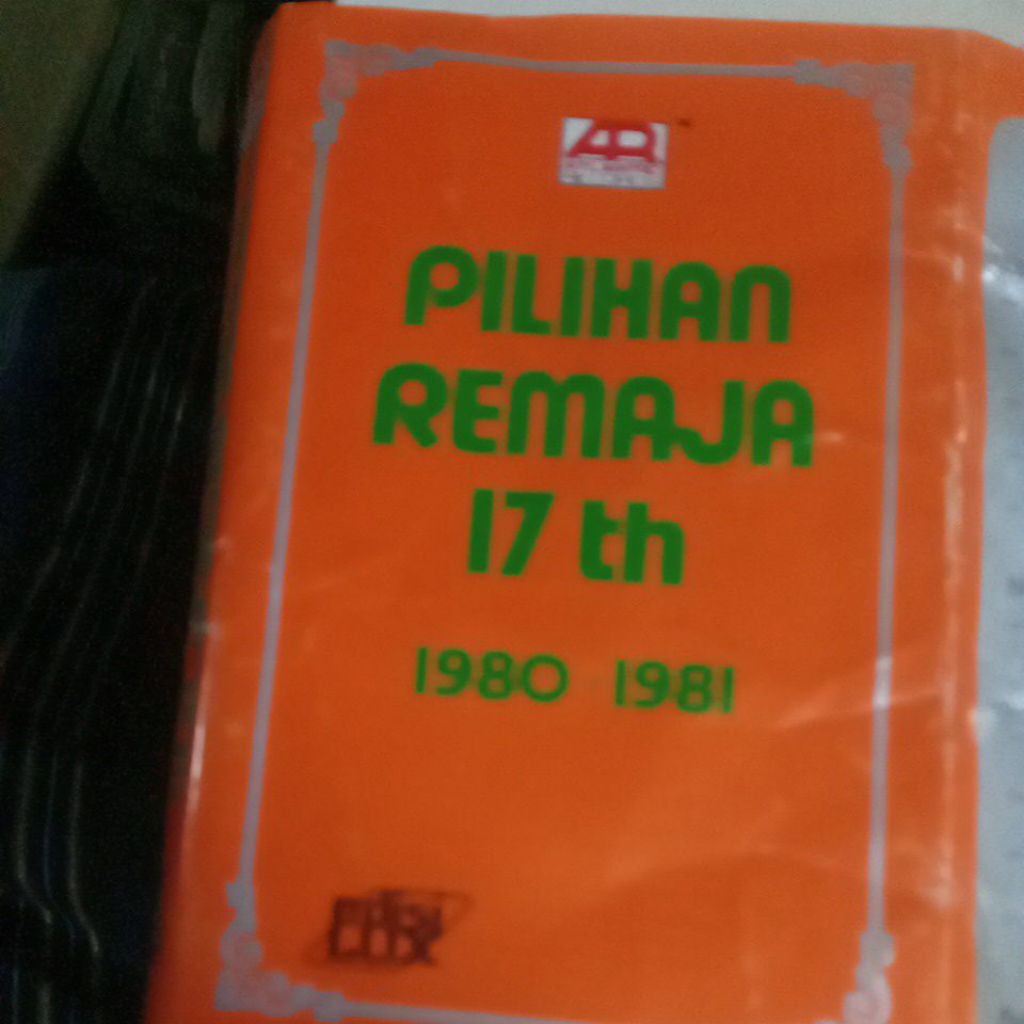 PILIHAN
REMAJA
17 th
1980 1981